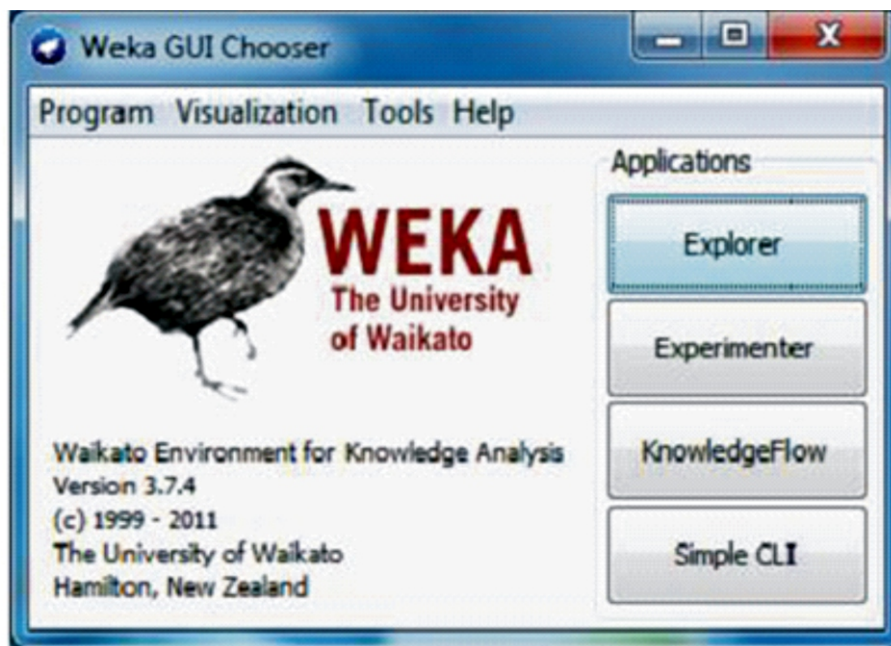 Weka GUI Chooser
Program Visualization Tools Help
WEKA
The University
of Waikato
Waikato Environment for Knowledge Analysis
Version 3.7.4
(c) 1999 - 2011
The University of Waikato
Hamilton, New Zealand
Applications
Explorer
Experimenter
KnowledgeFlow
Simple CLI